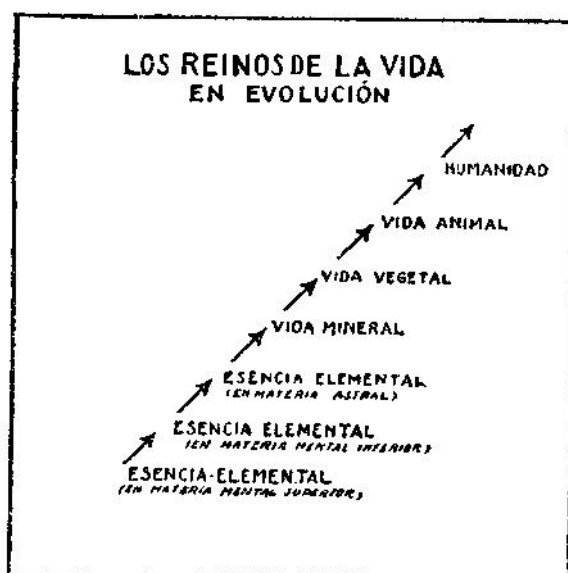 LOS REINOS DE LA VIDA
EN EVOLUCIÓN
HUMANIDAD
VIDA ANIMAL
VIDA VEGETAL
VIDA MINERAL
ESENCIA ELEMENTAL
(EN MATERIA ASTRAL)
ESENCIA ELEMENTAL
(EN MATERIA MENTAL INFERIOR)
ESENCIA-ELEMENTAL
(EN MATERIA MENTAL SUPERIOR)